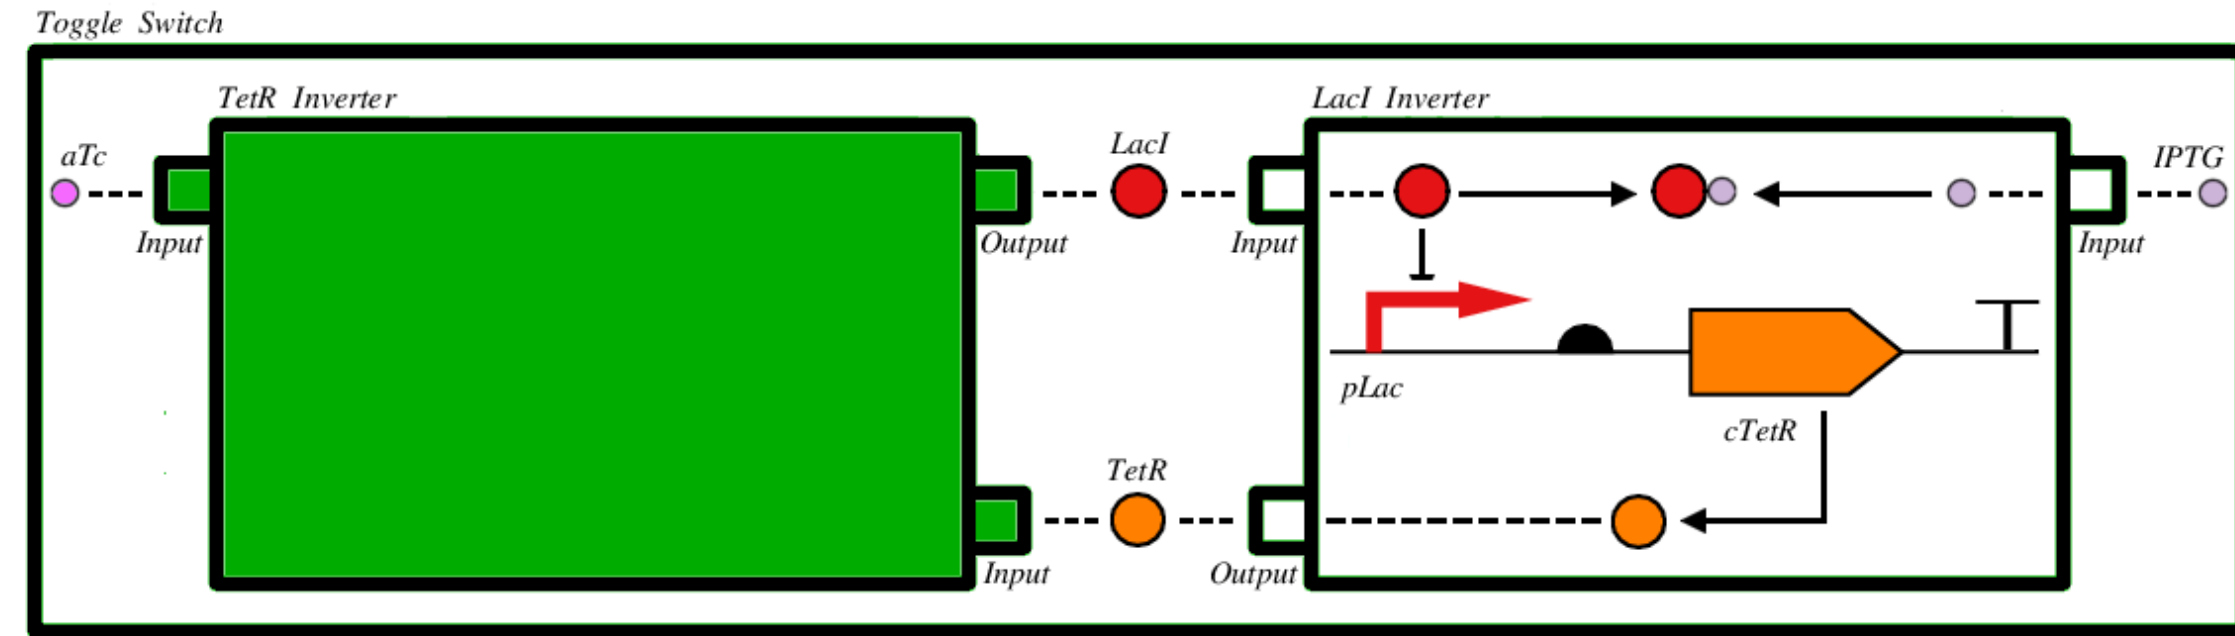 Toggle Switch
TetR Inverter
LacI Inverter
aTc
LacI
IPTG
Input
Output
Input
Input
pLac
cTetR
TetR
Input
Output